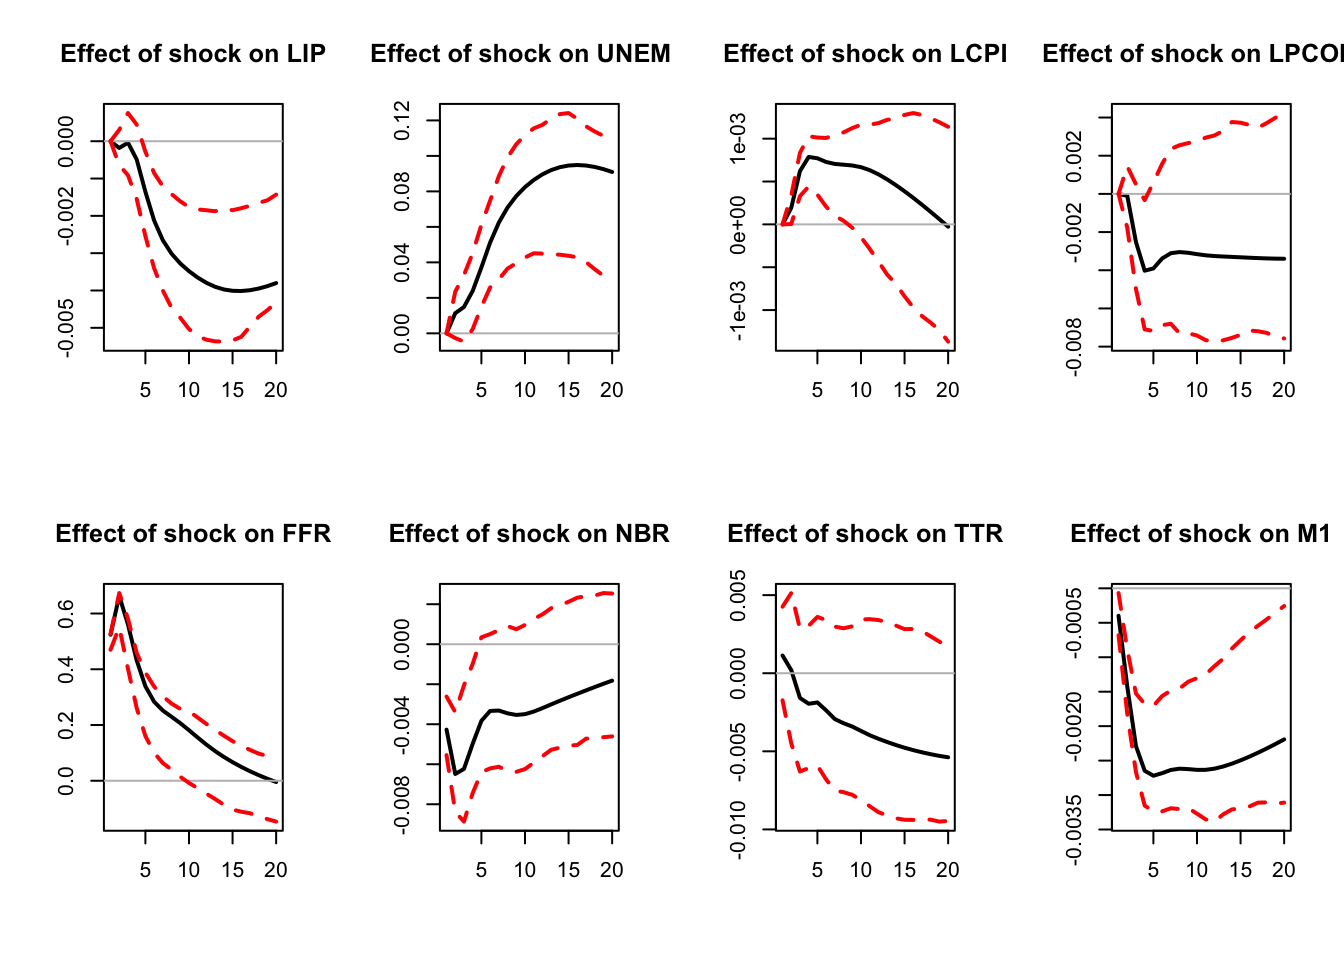 Effect of shock on LIP
0.000
-0.002
-0.005
5 10 15 20
Effect of shock on UNEM
0.12
0.08
0.04
0.00
5 10 15 20
Effect of shock on LCPI
1e-03
0e+00
-1e-03
5 10 15 20
Effect of shock on LPCO
0.002
-0.002
-0.008
5 10 15 20
Effect of shock on FFR
0.6
0.4
0.2
0.0
5 10 15 20
Effect of shock on NBR
0.000
-0.004
-0.008
5 10 15 20
Effect of shock on TTR
0.005
0.000
-0.005
-0.010
5 10 15 20
Effect of shock on M1
-0.0005
-0.0020
-0.0035
5 10 15 20